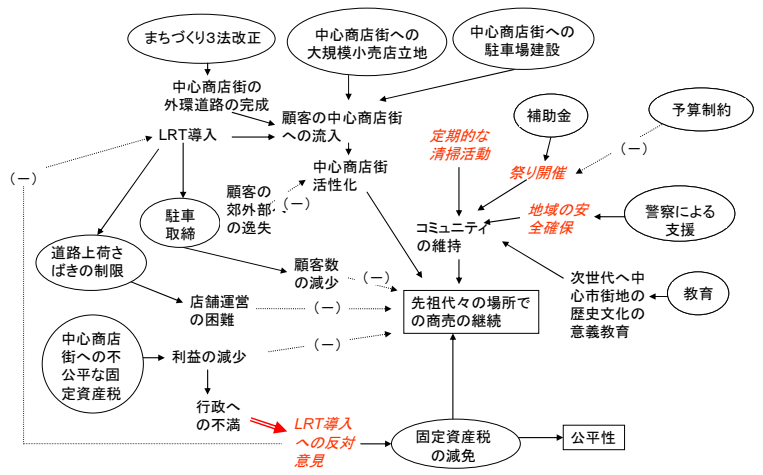 まちづくり3法改正
中心商店街への
大規模小売店立地
中心商店街への
駐車場建設
中心商店街の
外環道路の完成
顧客の中心商店街
への流入
LRT導入
補助金
予算制約
定期的な
清掃活動
(-)
祭り開催
(-)
中心商店街
活性化
顧客の
郊外部へ
の逸失
(-)
駐車
取締
地域の安
全確保
警察による
支援
コミュニティ
の維持
道路上荷さ
ばきの制限
顧客数
の減少
(-)
店舗運営
の困難
(-)
先祖代々の場所で
の商売の継続
次世代へ中
心市街地の
歴史文化の
意義教育
教育
中心商店
街への不
公平な固
定資産税
利益の減少
(-)
行政へ
の不満
LRT導入
への反対
意見
固定資産税
の減免
公平性